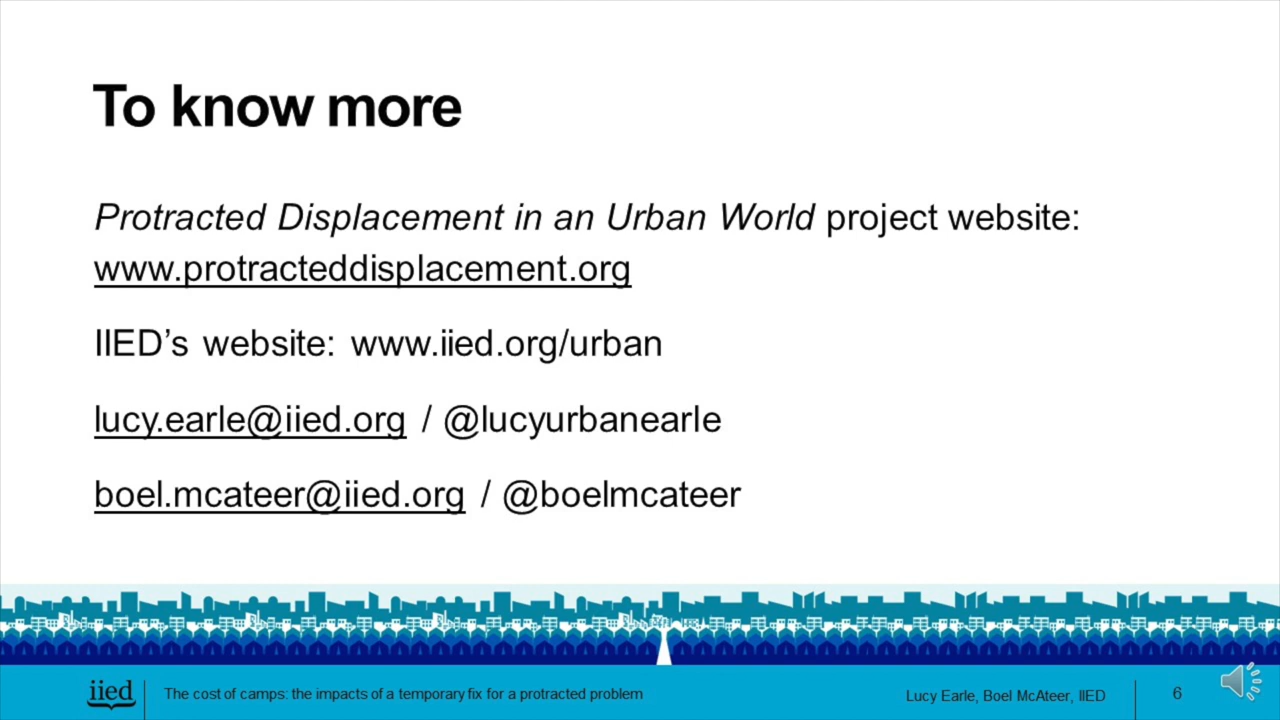 To know more
Protracted Displacement in an Urban World project website:
www.protracteddisplacement.org
IIED’s website: www.iied.org/urban
lucy.earle@iied.org / @lucyurbanearle
boel.mcateer@iied.org / @boelmcateer
iied
The cost of camps: the impacts of a temporary fix for a protracted problem
Lucy Earle, Boel McAteer, IIED
6